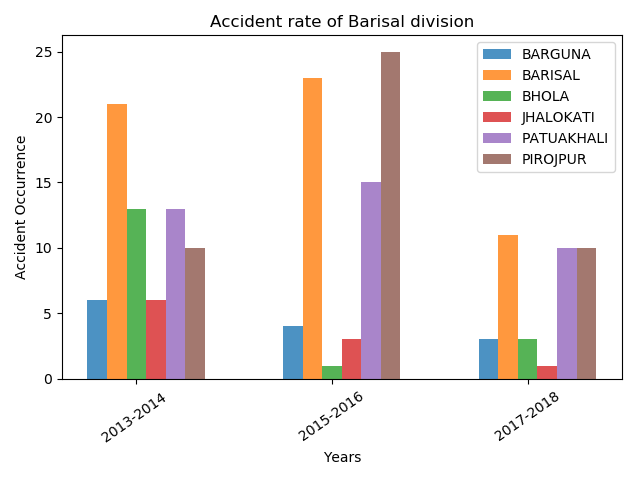 Accident rate of Barisal division
BARGUNA
BARISAL
BHOLA
JHALOKATI
PATUAKHALI
PIROJPUR
Accident Occurrence
25
20
15
10
5
0
2013-2014
2015-2016
2017-2018
Years